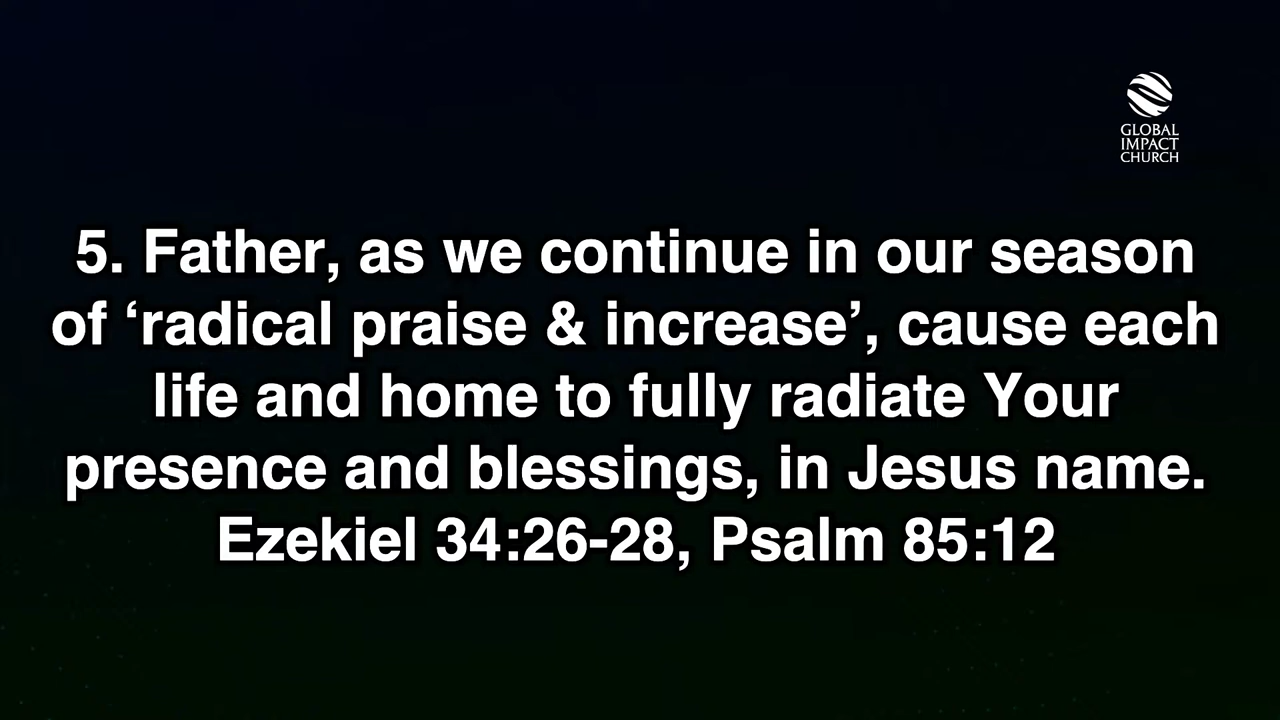 GLOBAL
IMPACT
CHURCH
5. Father, as we continue in our season
of ‘radical praise & increase’, cause each
life and home to fully radiate Your
presence and blessings, in Jesus name.
Ezekiel 34:26-28, Psalm 85:12